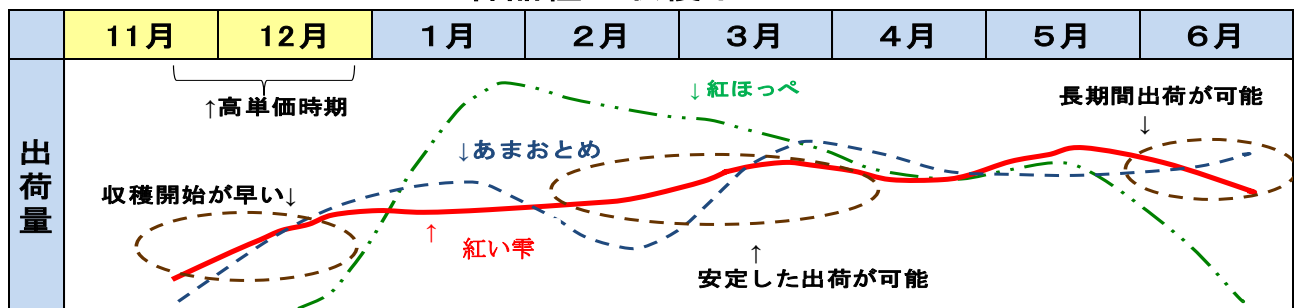 11月 12月 1月 2月 3月 4月 5月 6月
出荷量
↑高単価時期
↓紅ほっぺ
長期間出荷が可能
↓
↓あまおとめ
収穫開始が早い↓
↑
紅い雫
↑
安定した出荷が可能